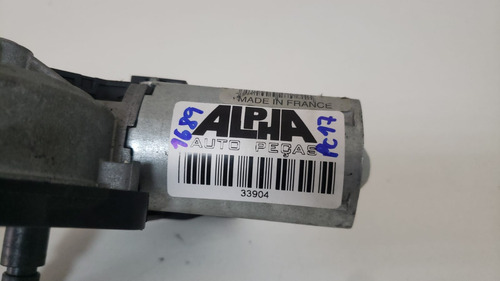 MADE IN FRANCE
ALPHA
AUTO PEÇAS
33904
1689
AC17